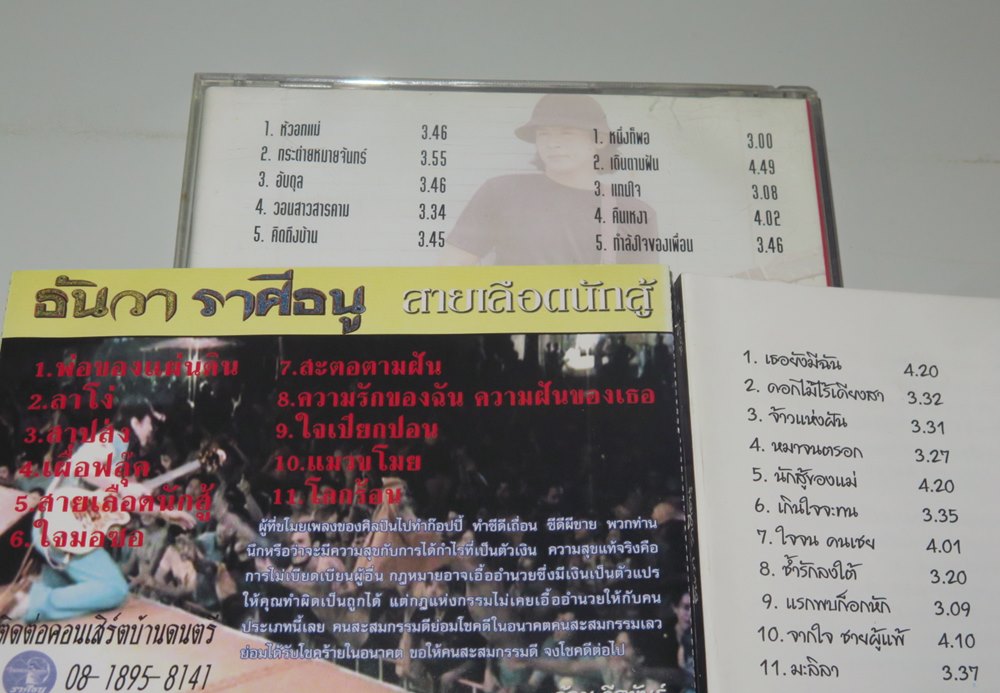 1. หัวอกแม่ 3.46
2. กระต่ายหมายจันทร์ 3.55
3. อับดุล 3.46
4. วอนสาวสารคาม 3.34
5. คิดถึงบ้าน 3.45
1. หนึ่งก็พอ 3.00
2. เดินตามฝัน 4.49
3. แทนใจ 3.08
4. คืนเหงา 4.02
5. กำลังใจของเพื่อน 3.46
ธันวา ราศีธนู สายเลือดนักสู้
1.พ่อของแผ่นดิน
2.ลาโง่
3.สาปส่ง
4.เผื่อฟลุ๊ค
5.สายเลือดนักสู้
6.ใจมอซอ
7.สะตอตามฝัน
8.ความรักของฉัน ความฝันของเธอ
9.ใจเปียกปอน
10.แมวขโมย
11.โลกร้อน
ผู้ที่ขโมยเพลงของศิลปินไปทำก๊อปปี้ ทำซีดีเถื่อน ซีดีผีขาย พวกท่าน
นึกหรือว่าจะมีความสุขกับการได้กำไรที่เป็นตัวเงิน ความสุขแท้จริงคือ
การไม่เบียดเบียนผู้อื่น กฎหมายอาจเอื้ออำนวยซึ่งมีเงินเป็นตัวแปร
ให้คุณทำผิดเป็นถูกได้ แต่กฎแห่งกรรมไม่เคยเอื้ออำนวยให้กับคน
ประเภทนี้เลย คนสะสมกรรมดีย่อมโชคดีในอนาคตคนสะสมกรรมเลว
ย่อมได้รับโชคร้ายในอนาคต ขอให้คนสะสมกรรมดี จงโชคดีต่อไป
ติดต่อคอนเสิร์ตบ้านดนตรี
08-1895-8141
1. เธอยังมีฉัน 4.20
2. ดอกไม้ไร้เดียงสา 3.32
3. จ้าวแห่งฝัน 3.31
4. หมาจนตรอก 3.27
5. นักสู้ของแม่ 4.20
6. เกินใจจะทน 3.35
7. ใจจน คนเชย 4.01
8. ช้ำรักลงใต้ 3.20
9. แรกพบก็อกหัก 3.09
10. จากใจ ชายผู้แพ้ 4.10
11. มะลิลา 3.37